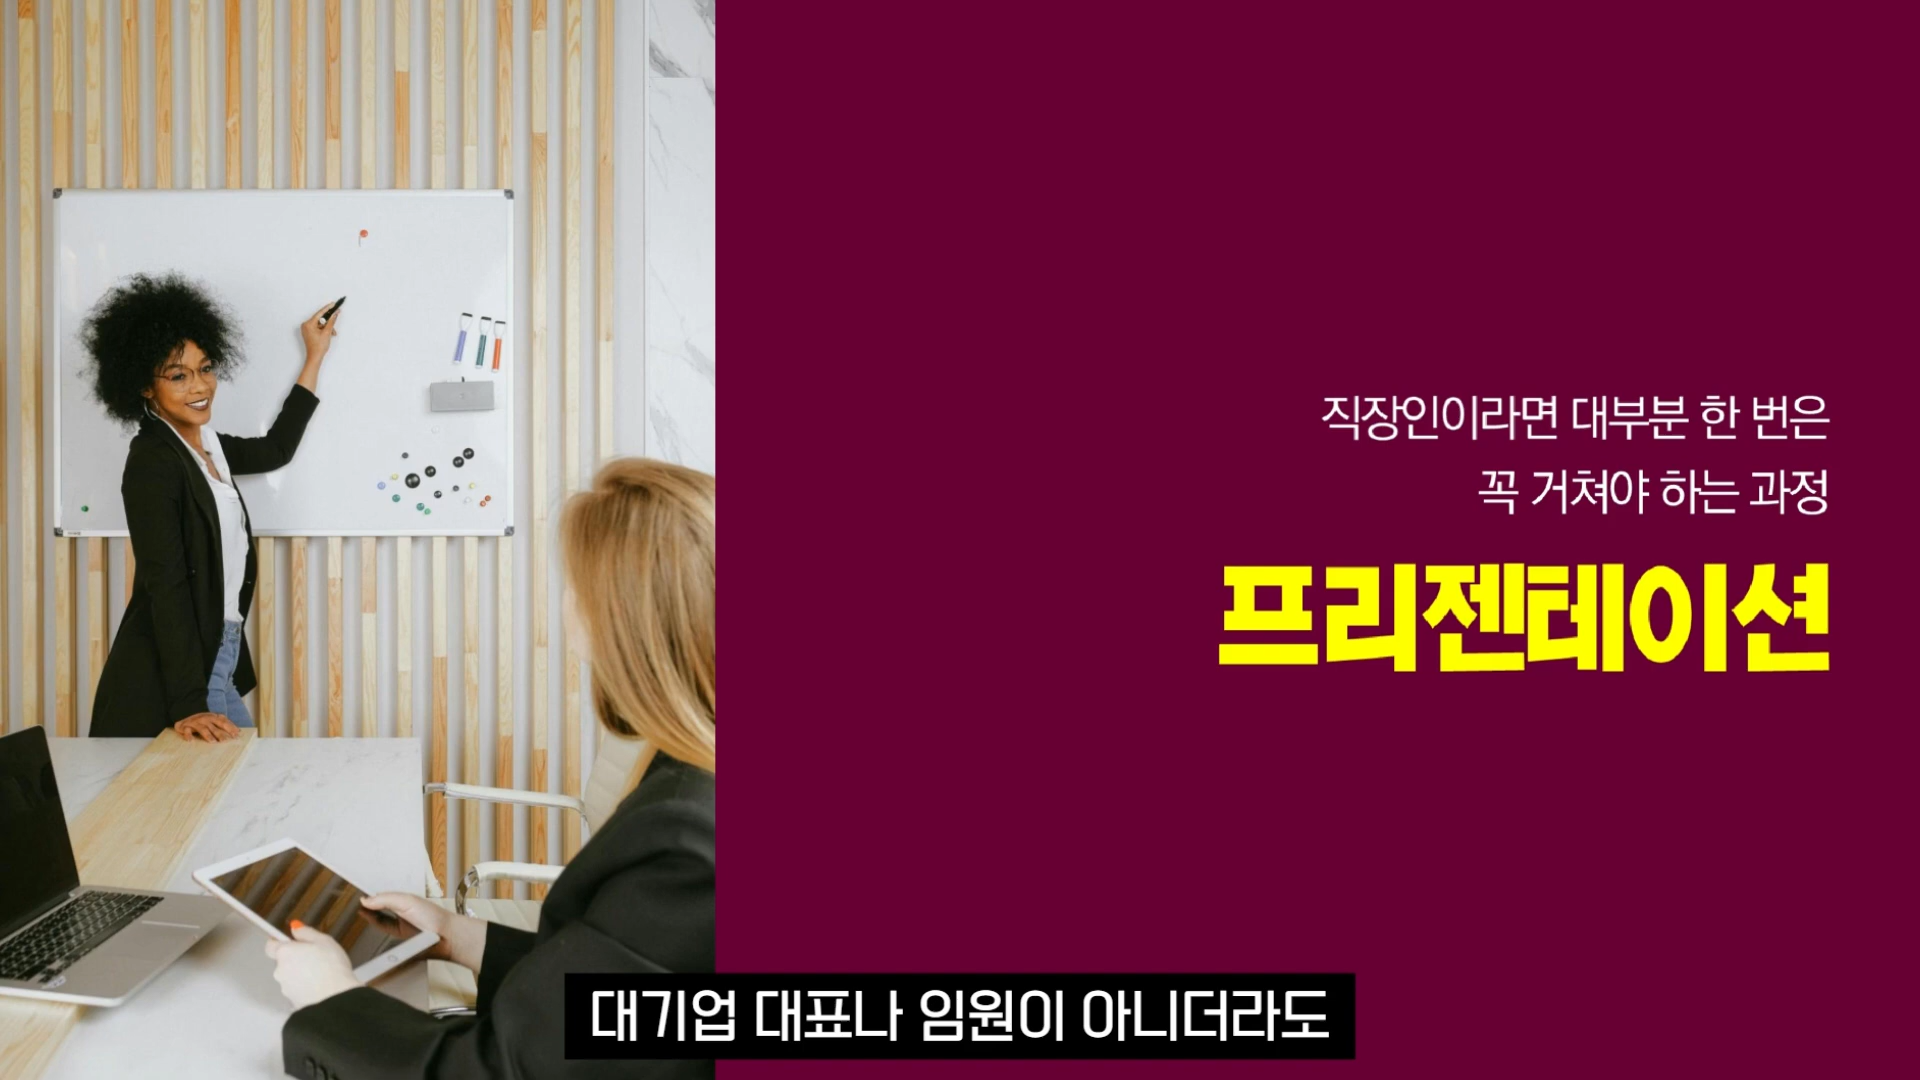 직장인이라면 대부분 한 번은
꼭 거쳐야 하는 과정
프리젠테이션
대기업 대표나 임원이 아니더라도